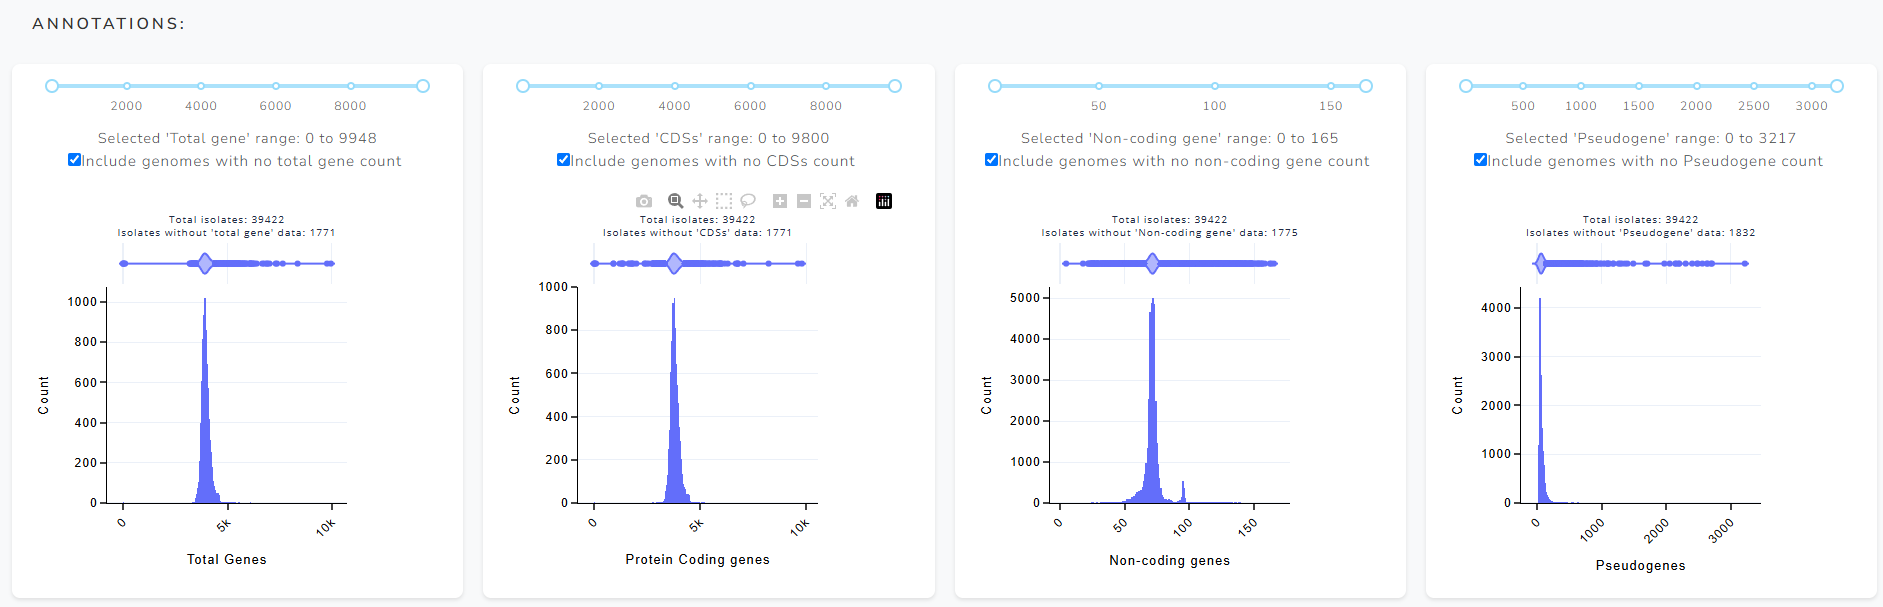 ANNOTATIONS:
2000 4000 6000 8000
Selected 'Total gene' range: 0 to 9948
Include genomes with no total gene count
Total isolates: 39422
Isolates without 'total gene' data: 1771
1000
800
600
400
200
0
Count
0 5k 10k
Total Genes
2000 4000 6000 8000
Selected 'CDSs' range: 0 to 9800
Include genomes with no CDSs count
Total isolates: 39422
Isolates without 'CDSs' data: 1771
1000
800
600
400
200
0
Count
0 5k 10k
Protein Coding genes
50 100 150
Selected 'Non-coding gene' range: 0 to 165
Include genomes with no non-coding gene count
Total isolates: 39422
Isolates without 'Non-coding gene' data: 1775
5000
4000
3000
2000
1000
0
Count
0 50 100 150
Non-coding genes
500 1000 1500 2000 2500 3000
Selected 'Pseudogene' range: 0 to 3217
Include genomes with no Pseudogene count
Total isolates: 39422
Isolates without 'Pseudogene' data: 1832
4000
3000
2000
1000
0
Count
0 1000 2000 3000
Pseudogenes